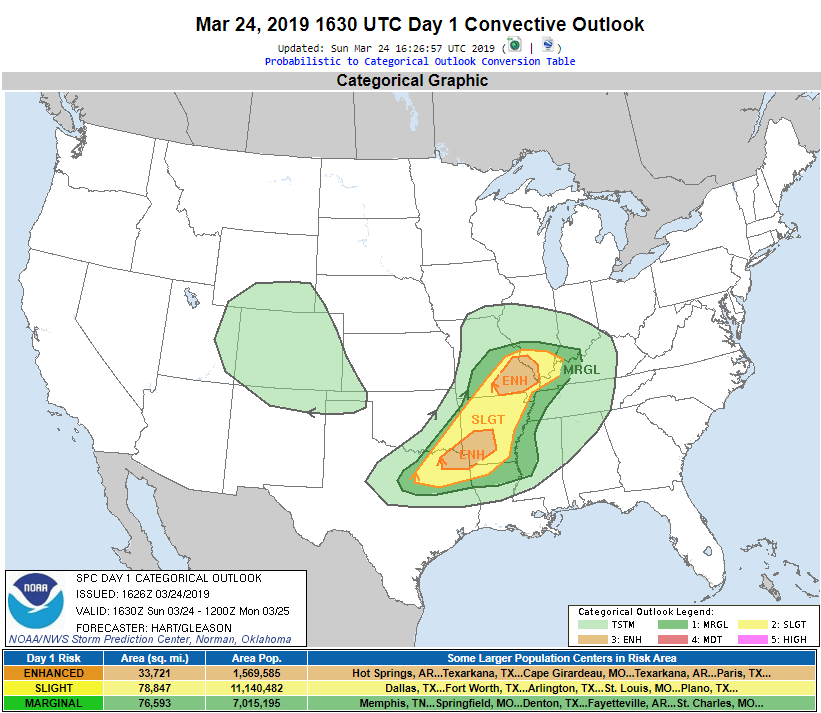 Mar 24, 2019 1630 UTC Day 1 Convective Outlook
Updated: Sun Mar 24 16:26:57 UTC 2019 ( | )
Probabilistic to Categorical Outlook Conversion Table
Categorical Graphic
MRGL
ENH
SLGT
ENH
NOAA
SPC DAY 1 CATEGORICAL OUTLOOK
ISSUED: 1626Z 03/24/2019
VALID: 1630Z Sun 03/24 - 1200Z Mon 03/25
FORECASTER: HART/GLEASON
NOAA/NWS Storm Prediction Center, Norman, Oklahoma
Categorical Outlook Legend:
TSTM 1: MRGL 2: SLGT
3: ENH 4: MDT 5: HIGH
Day 1 Risk Area (sq. mi.) Area Pop. Some Larger Population Centers in Risk Area
ENHANCED 33,721 1,569,585 Hot Springs, AR...Texarkana, TX...Cape Girardeau, MO...Texarkana, AR...Paris, TX...
SLIGHT 78,847 11,140,482 Dallas, TX...Fort Worth, TX...Arlington, TX...St. Louis, MO...Plano, TX...
MARGINAL 76,593 7,015,195 Memphis, TN...Springfield, MO...Denton, TX...Fayetteville, AR...St. Charles, MO...